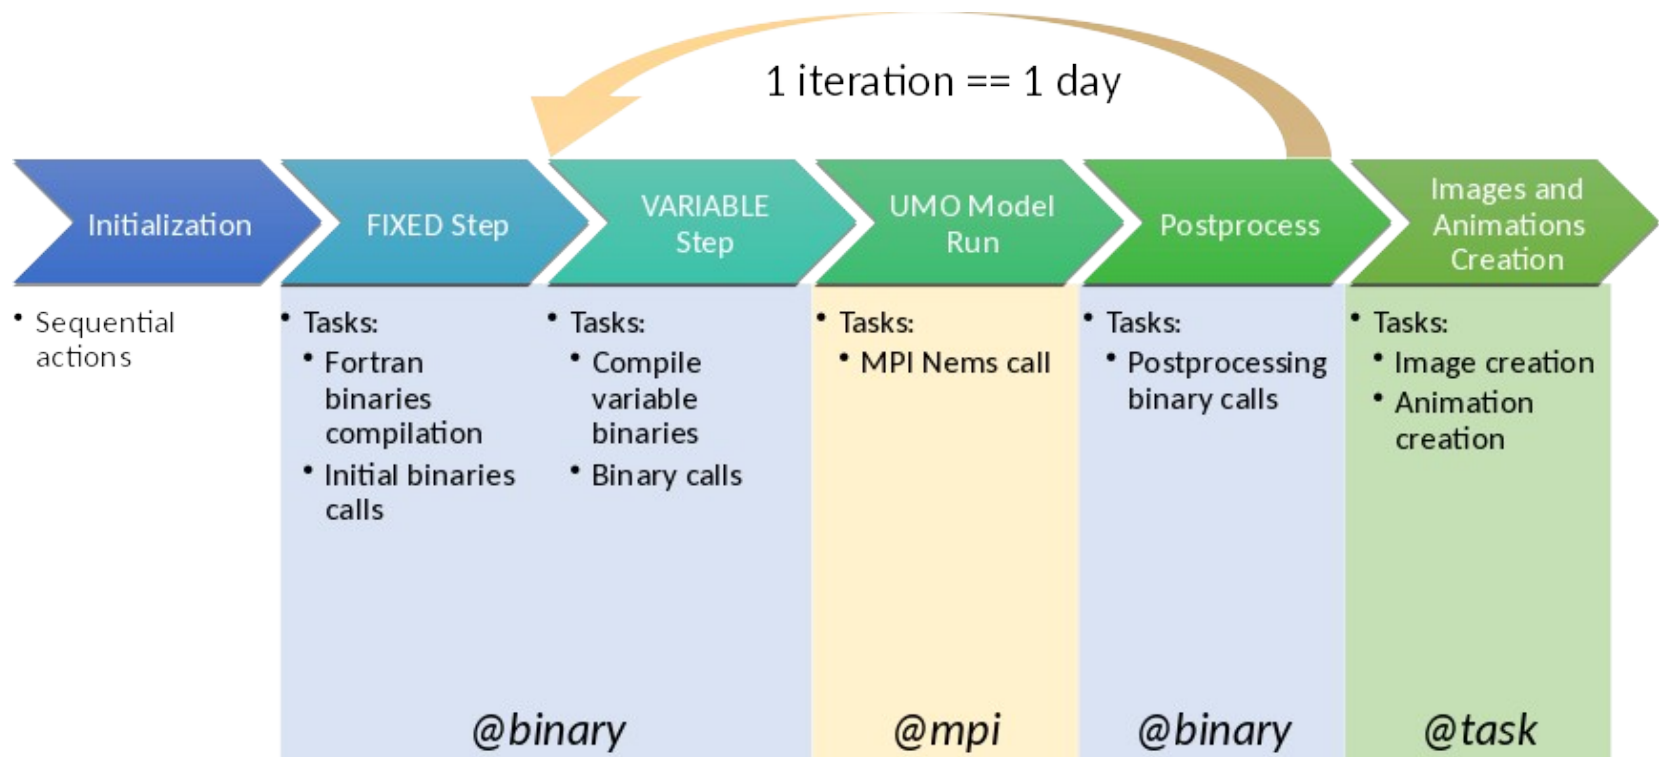 1 iteration == 1 day
Initialization
FIXED Step
VARIABLE
Step
UMO Model
Run
Postprocess
Images and
Animations
Creation
• Sequential
actions
• Tasks:
• Fortran
binaries
compilation
• Initial binaries
calls
• Tasks:
• Compile
variable
binaries
• Binary calls
• Tasks:
• MPI Nems call
• Tasks:
• Postprocessing
binary calls
• Tasks:
• Image creation
• Animation
creation
@binary
@mpi
@binary
@task